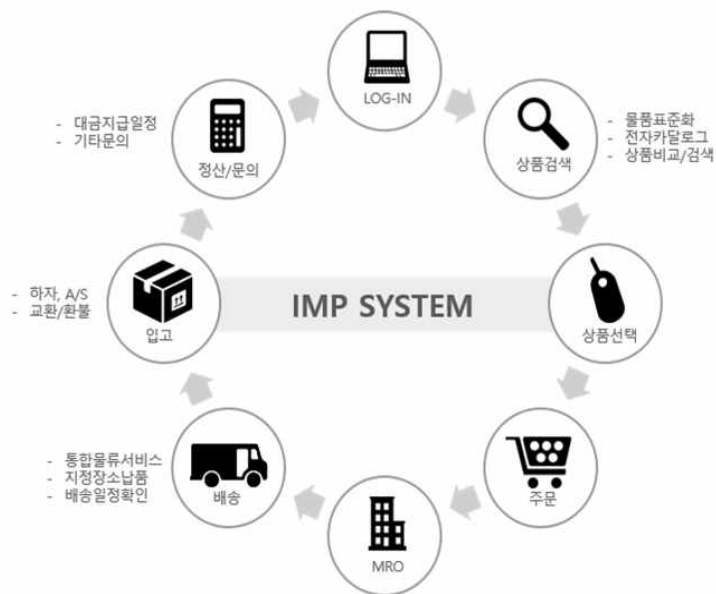 LOG-IN
상품검색
- 물품표준화
- 전자카달로그
- 상품비교/검색
상품선택
주문
MRO
배송
- 통합물류서비스
- 지정장소납품
- 배송일정확인
입고
- 하자, A/S
- 교환/환불
정산/문의
- 대금지급일정
- 기타문의
IMP SYSTEM